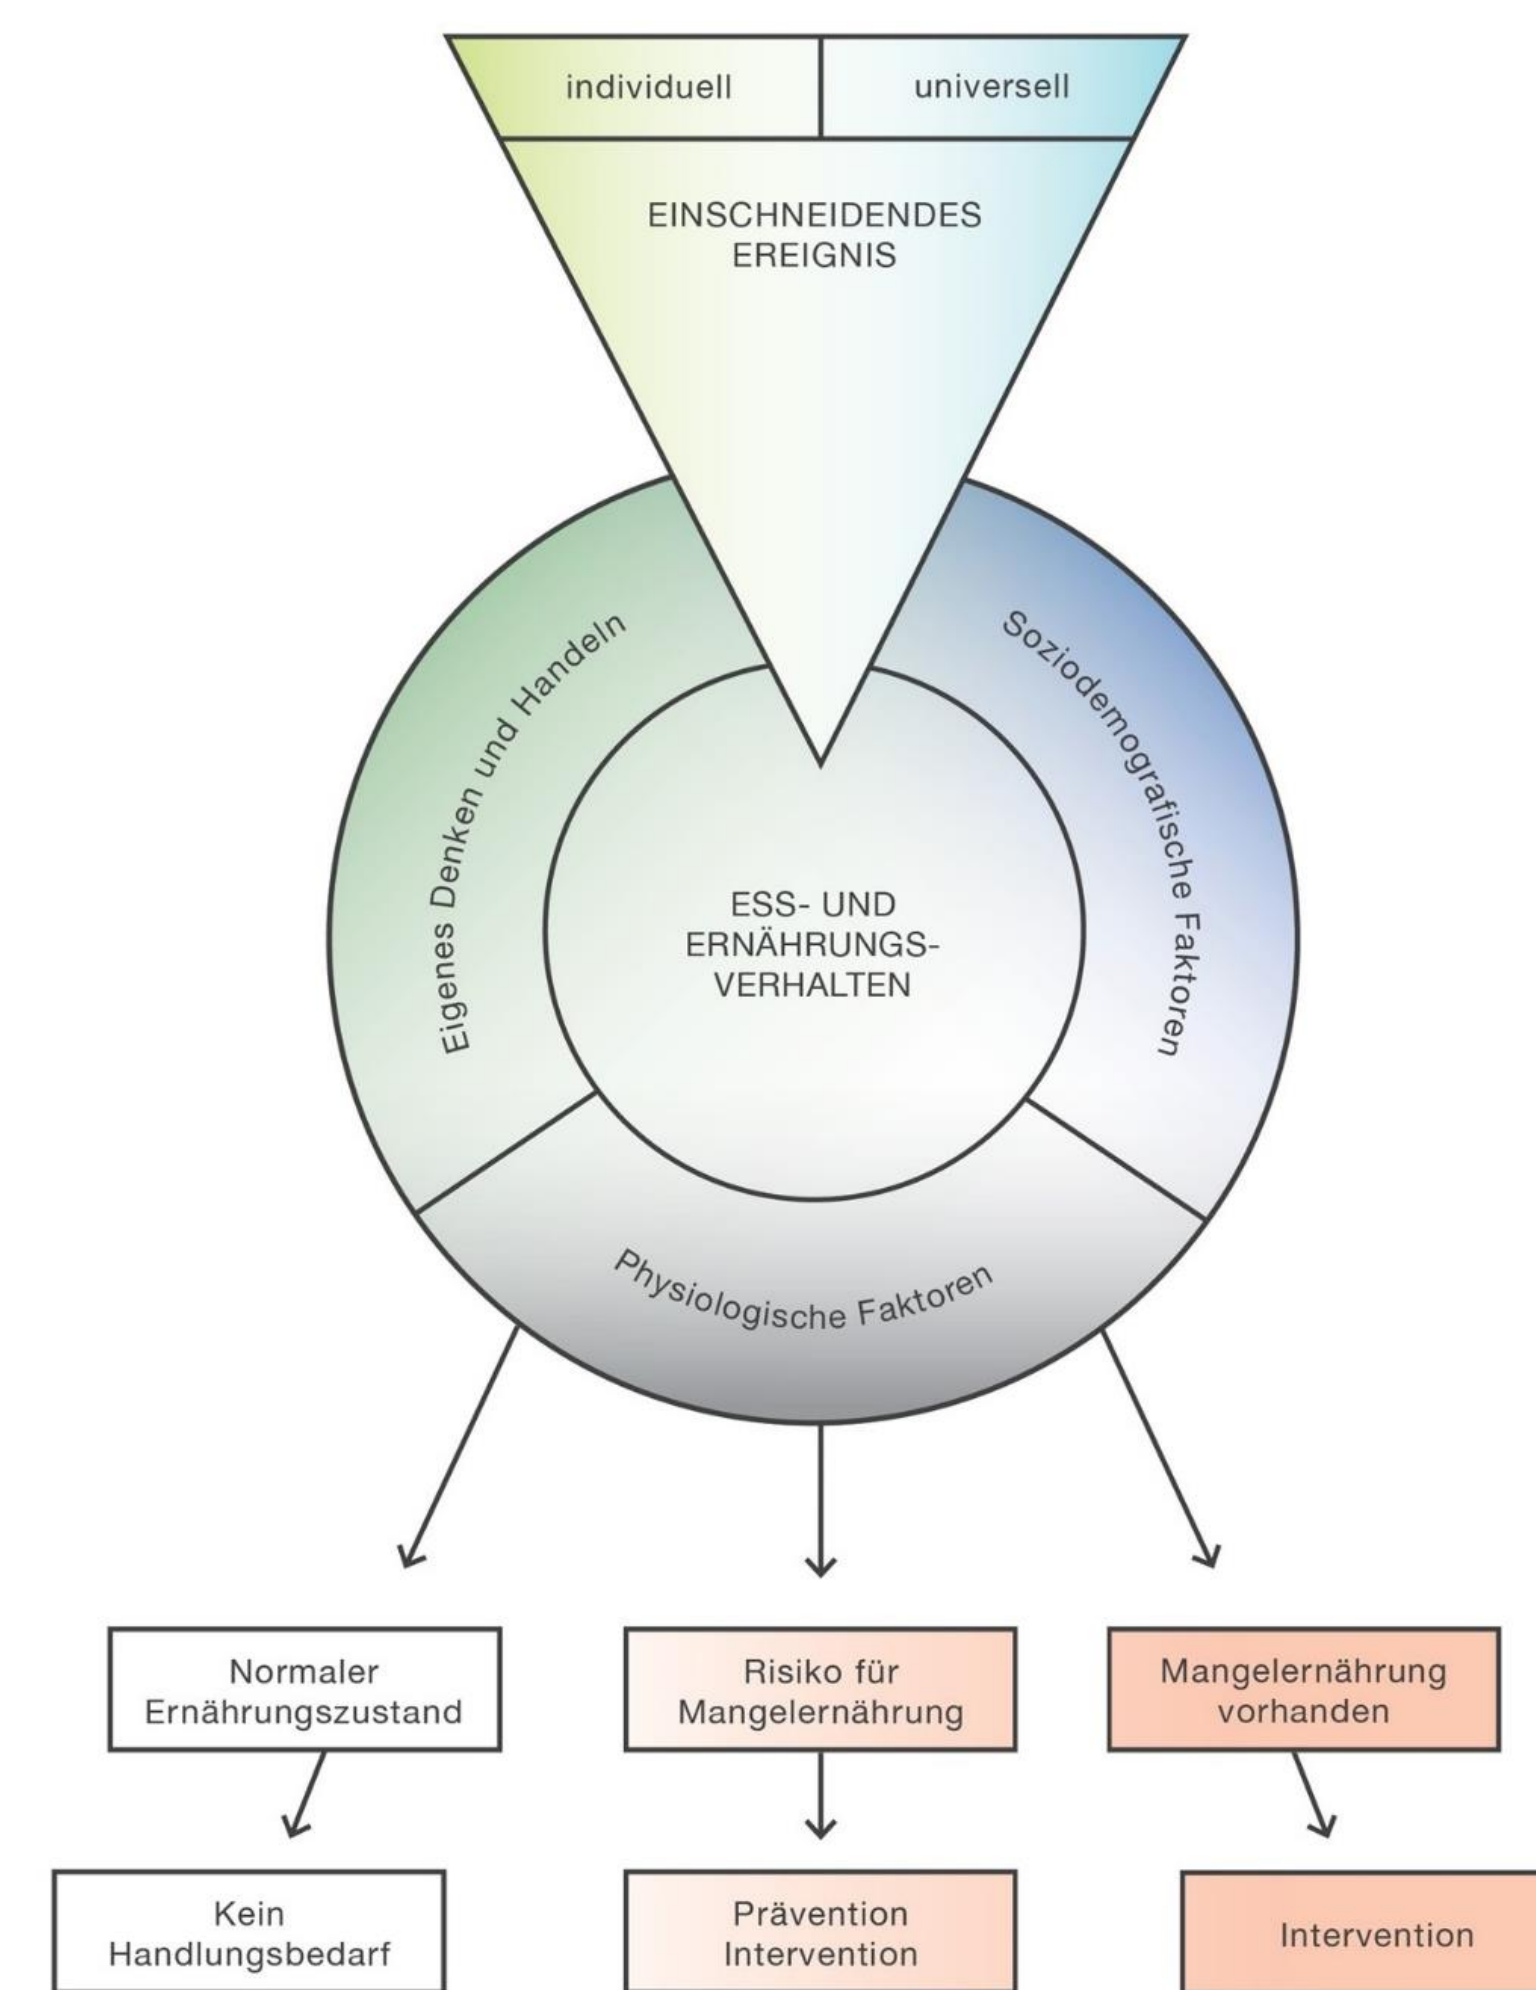 individuell
universell
EINSCHNEIDENDES
EREIGNIS
Eigenes Denken und Handeln
Soziodemografische Faktoren
ESS- UND
ERNÄHRUNGS-
VERHALTEN
Physiologische Faktoren
Normaler
Ernährungszustand
Risiko für
Mangelernährung
Mangelernährung
vorhanden
Kein
Handlungsbedarf
Prävention
Intervention
Intervention